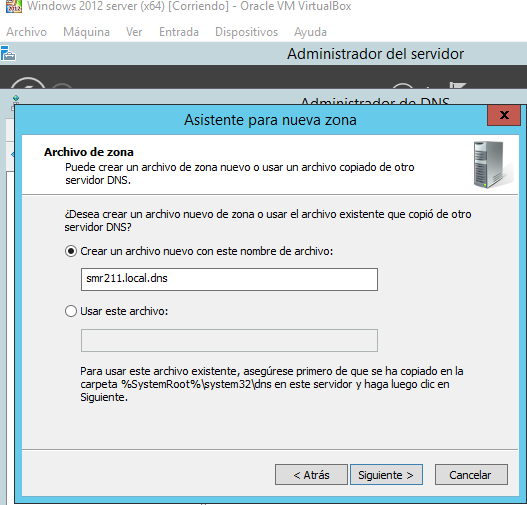 Windows 2012 server (x64) [Corriendo] - Oracle VM VirtualBox
Archivo Máquina Ver Entrada Dispositivos Ayuda
Administrador del servidor
Administrador de DNS
Asistente para nueva zona
x
Archivo de zona
Puede crear un archivo de zona nuevo o usar un archivo copiado de otro
servidor DNS.
¿Desea crear un archivo nuevo de zona o usar el archivo existente que copió de otro
servidor DNS?
Crear un archivo nuevo con este nombre de archivo:
smr211.local.dns
Usar este archivo:
Para usar este archivo existente, asegúrese primero de que se ha copiado en la
carpeta %SystemRoot%\system32\dns en este servidor y haga luego clic en
Siguiente.
< Atrás Siguiente > Cancelar